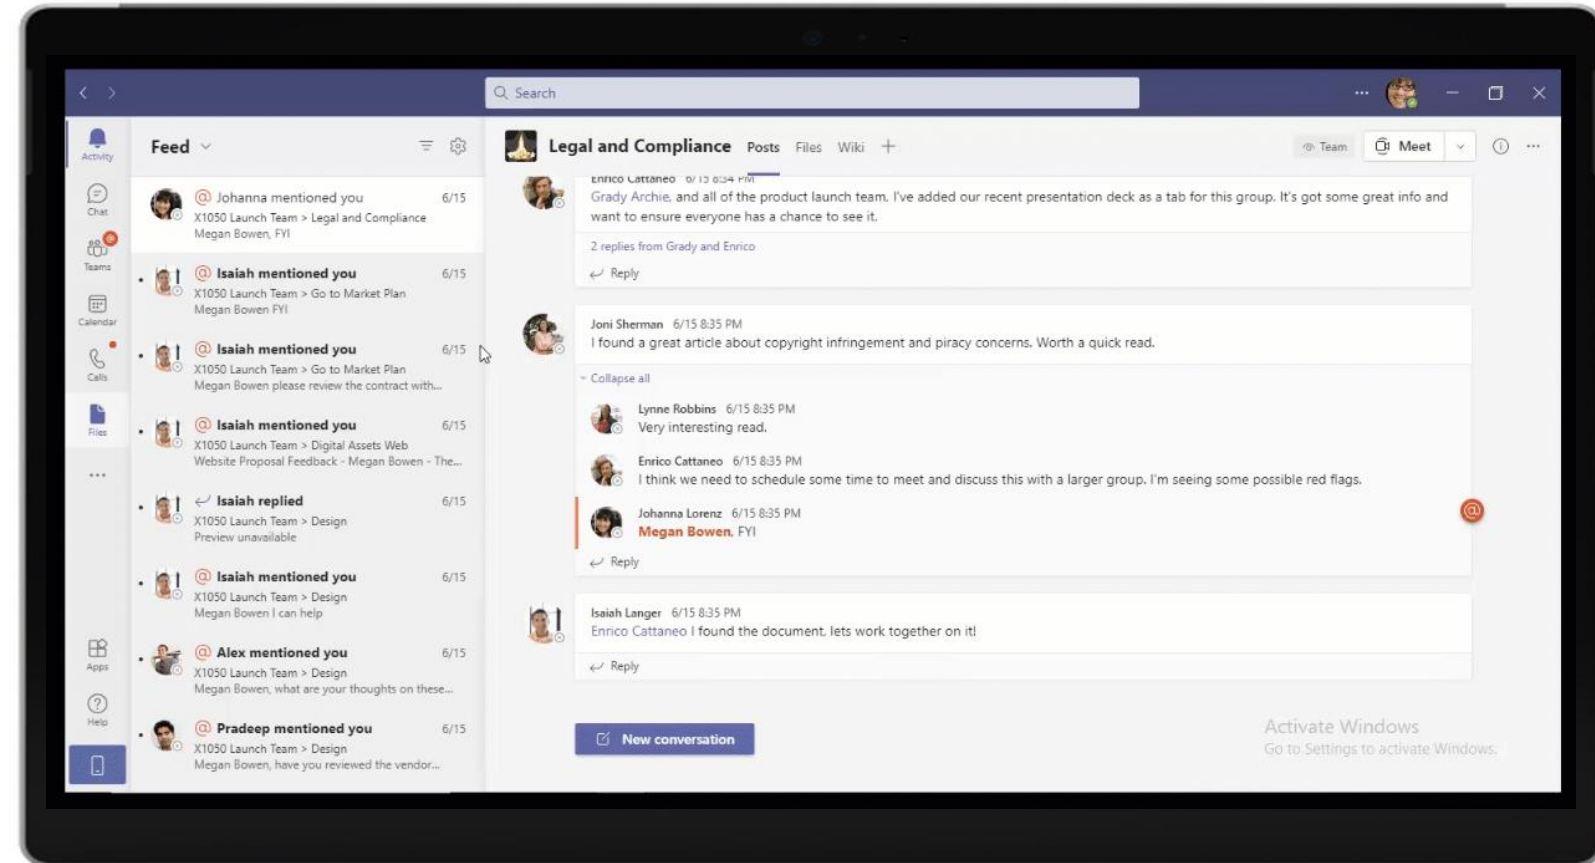 Search
Activity
Chat
Teams
Calendar
Calls
Files
Apps
Help
Feed
@ Johanna mentioned you 6/15
X1050 Launch Team > Legal and Compliance
Megan Bowen, FYI
@ Isaiah mentioned you 6/15
X1050 Launch Team > Go to Market Plan
Megan Bowen FYI
@ Isaiah mentioned you 6/15
X1050 Launch Team > Go to Market Plan
Megan Bowen please review the contract with...
@ Isaiah mentioned you 6/15
X1050 Launch Team > Digital Assets Web
Website Proposal Feedback - Megan Bowen - The...
Isaiah replied 6/15
X1050 Launch Team > Design
Preview unavailable
@ Isaiah mentioned you 6/15
X1050 Launch Team > Design
Megan Bowen I can help
@ Alex mentioned you 6/15
X1050 Launch Team > Design
Megan Bowen, what are your thoughts on these...
@ Pradeep mentioned you 6/15
X1050 Launch Team > Design
Megan Bowen, have you reviewed the vendor...
Legal and Compliance Posts Files Wiki + Team Meet
Enrico Cattaneo 6/15 8:34 PM
Grady Archie, and all of the product launch team, I've added our recent presentation deck as a tab for this group. It's got some great info and
want to ensure everyone has a chance to see it.
2 replies from Grady and Enrico
Reply
Joni Sherman 6/15 8:35 PM
I found a great article about copyright infringement and piracy concerns. Worth a quick read.
Collapse all
Lynne Robbins 6/15 8:35 PM
Very interesting read.
Enrico Cattaneo 6/15 8:35 PM
I think we need to schedule some time to meet and discuss this with a larger group. I'm seeing some possible red flags.
Johanna Lorenz 6/15 8:35 PM
Megan Bowen, FYI
@
Reply
Isaiah Langer 6/15 8:35 PM
Enrico Cattaneo I found the document, lets work together on it!
Reply
New conversation
Activate Windows
Go to Settings to activate Windows.